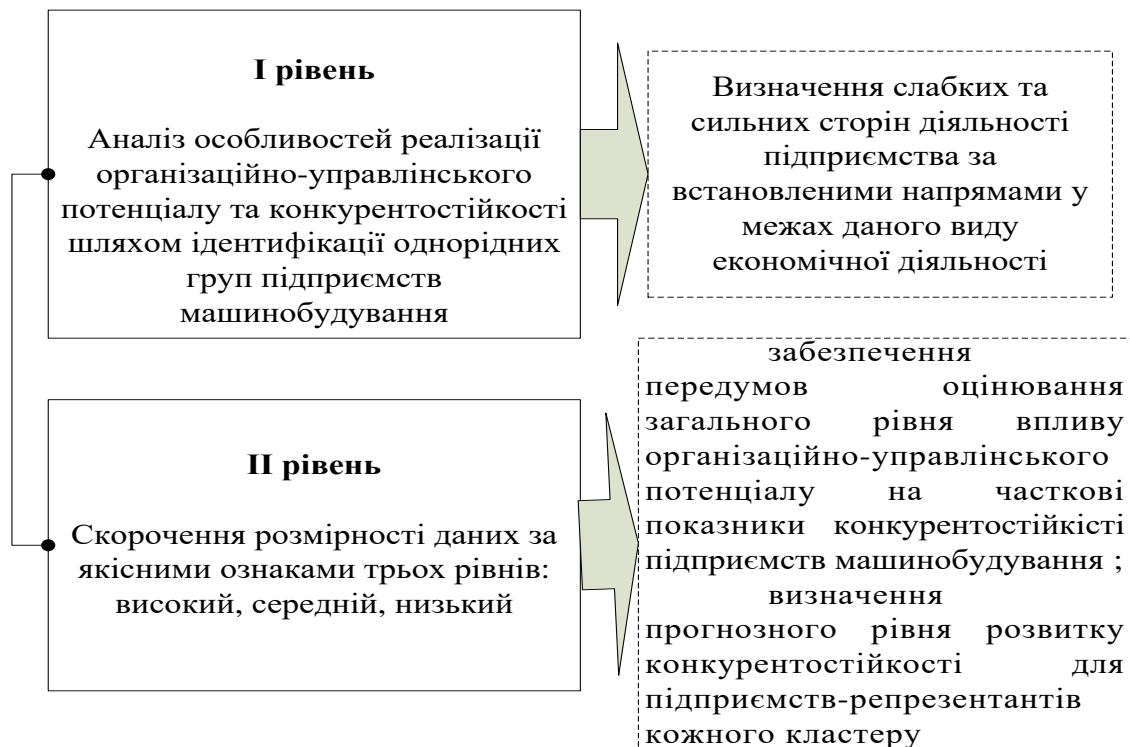 І рівень
Аналіз особливостей реалізації
організаційно-управлінського
потенціалу та конкурентостійкості
шляхом ідентифікації однорідних
груп підприємств
машинобудування
Визначення слабких та
сильних сторін діяльності
підприємства за
встановленими напрямами у
межах даного виду
економічної діяльності
ІІ рівень
Скорочення розмірності даних за
якісними ознаками трьох рівнів:
високий, середній, низький
забезпечення
передумов оцінювання
загального рівня впливу
організаційно-управлінського
потенціалу на часткові
показники конкурентостійкісті
підприємств машинобудування ;
визначення
прогнозного рівня розвитку
конкурентостійкості для
підприємств-репрезентантів
кожного кластеру